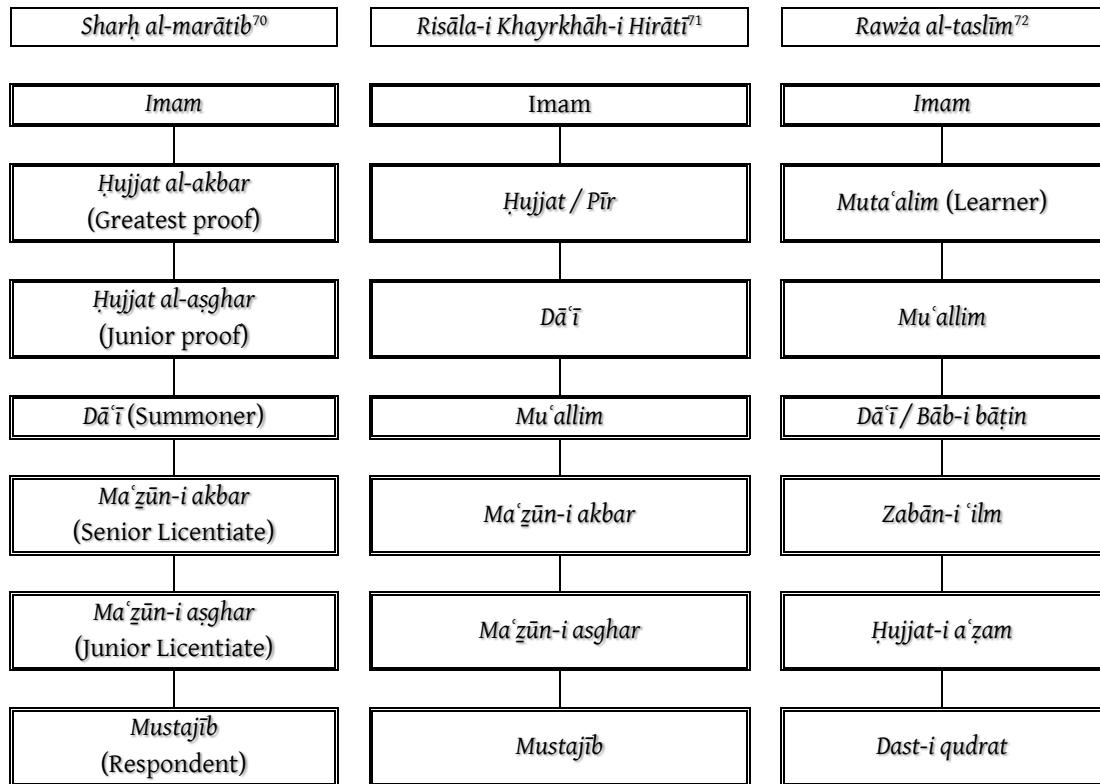 Sharḥ al-marātib⁷⁰
Imam
Ḥujjat al-akbar
(Greatest proof)
Ḥujjat al-aṣghar
(Junior proof)
Dāʿī (Summoner)
Maʿẕūn-i akbar
(Senior Licentiate)
Maʿẕūn-i aṣghar
(Junior Licentiate)
Mustajīb
(Respondent)
Risāla-i Khayrkhāh-i Hirātī⁷¹
Imam
Ḥujjat / Pīr
Dāʿī
Muʿallim
Maʿẕūn-i akbar
Maʿẕūn-i asghar
Mustajīb
Rawża al-taslīm⁷²
Imam
Mutaʿalim (Learner)
Muʿallim
Dāʿī / Bāb-i bāṭin
Zabān-i ʿilm
Ḥujjat-i aʿẓam
Dast-i qudrat